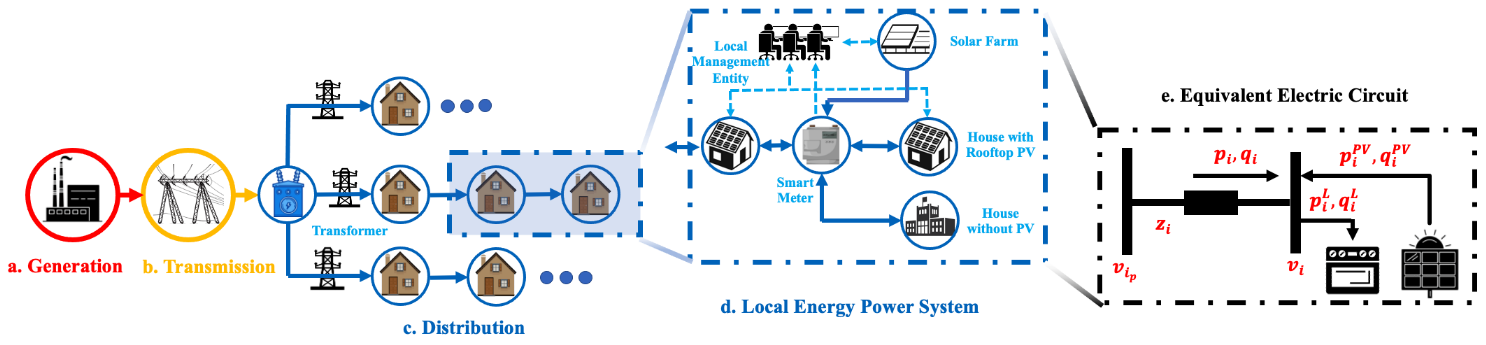 a. Generation
b. Transmission
Transformer
c. Distribution
Local
Management
Entity
Solar Farm
House with
Rooftop PV
Smart
Meter
House
without PV
d. Local Energy Power System
e. Equivalent Electric Circuit
p_i, q_i
p_i^{PV}, q_i^{PV}
p_i^L, q_i^L
z_i
v_{i_p}
v_i